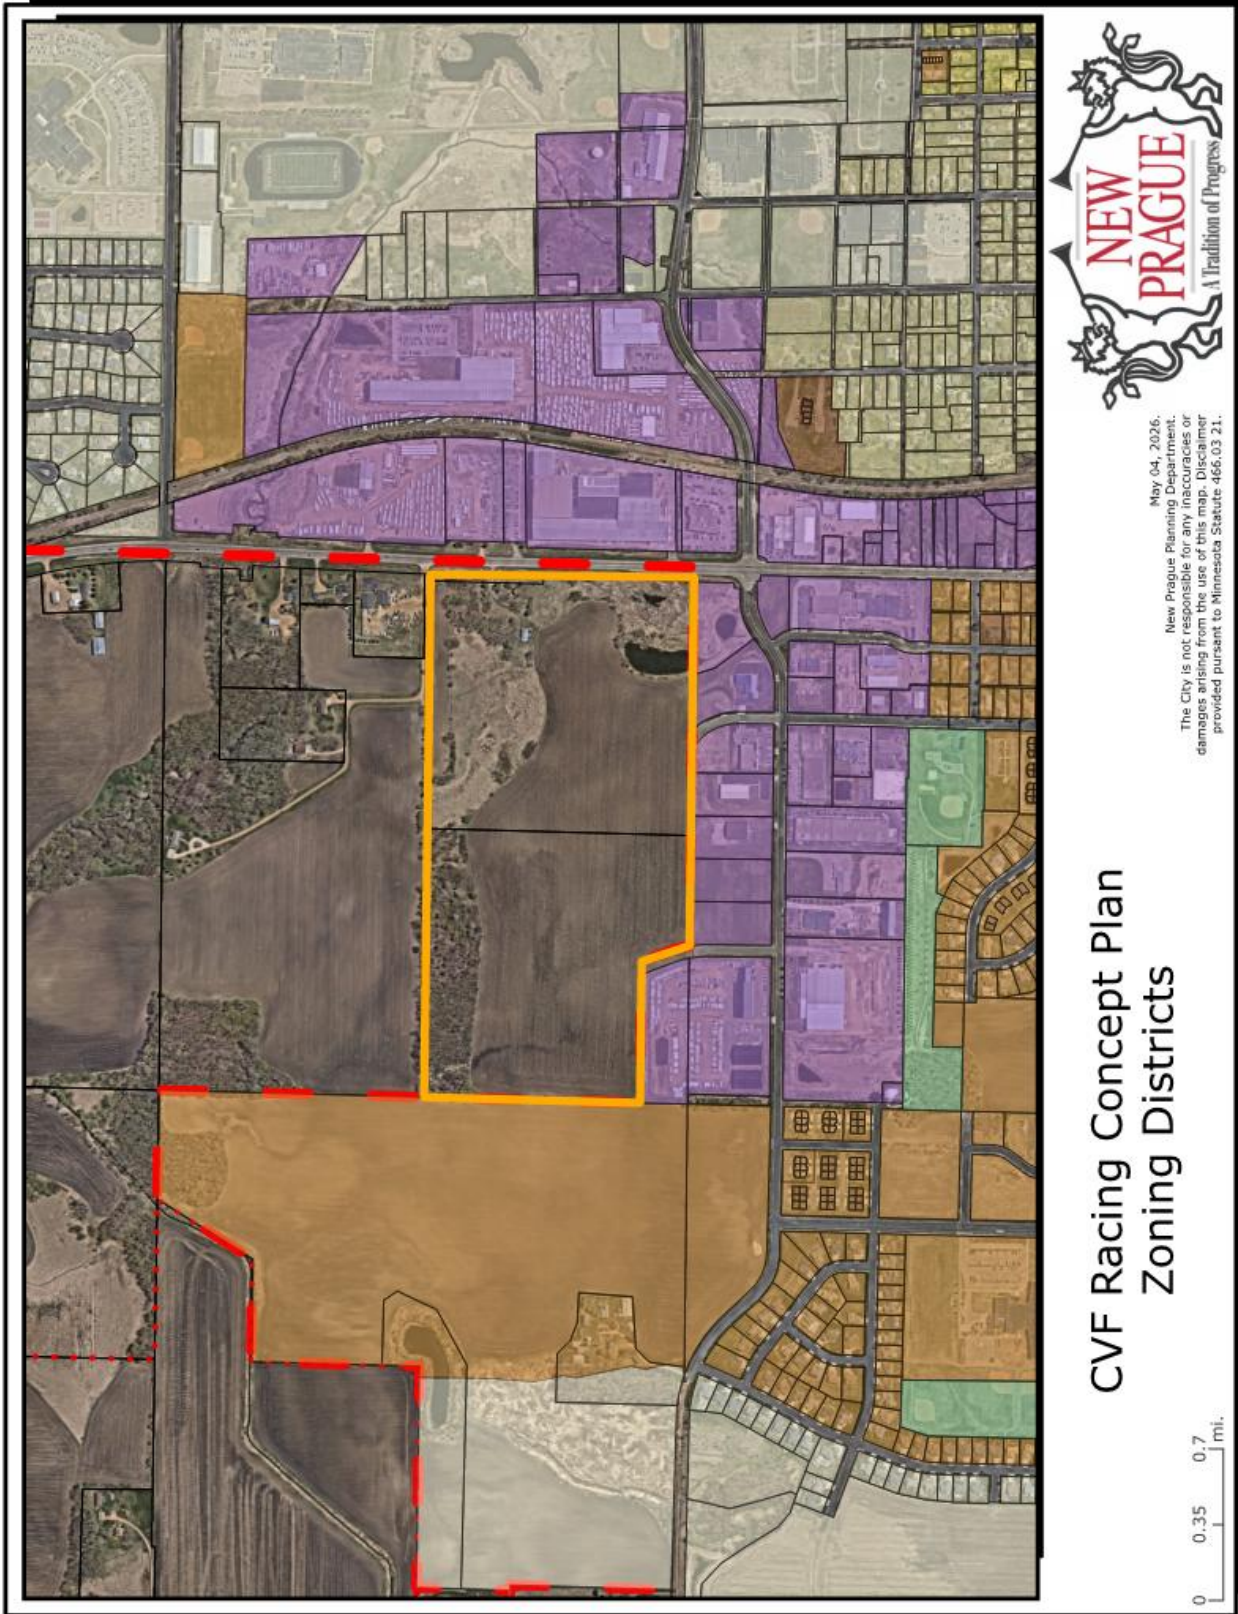 CVF Racing Concept Plan
Zoning Districts
0 0.35 0.7
mi.
May 04, 2026.
New Prague Planning Department.
The City is not responsible for any inaccuracies or
damages arising from the use of this map. Disclaimer
provided pursuant to Minnesota Statute 466.03 21.
NEW
PRAGUE
A Tradition of Progress